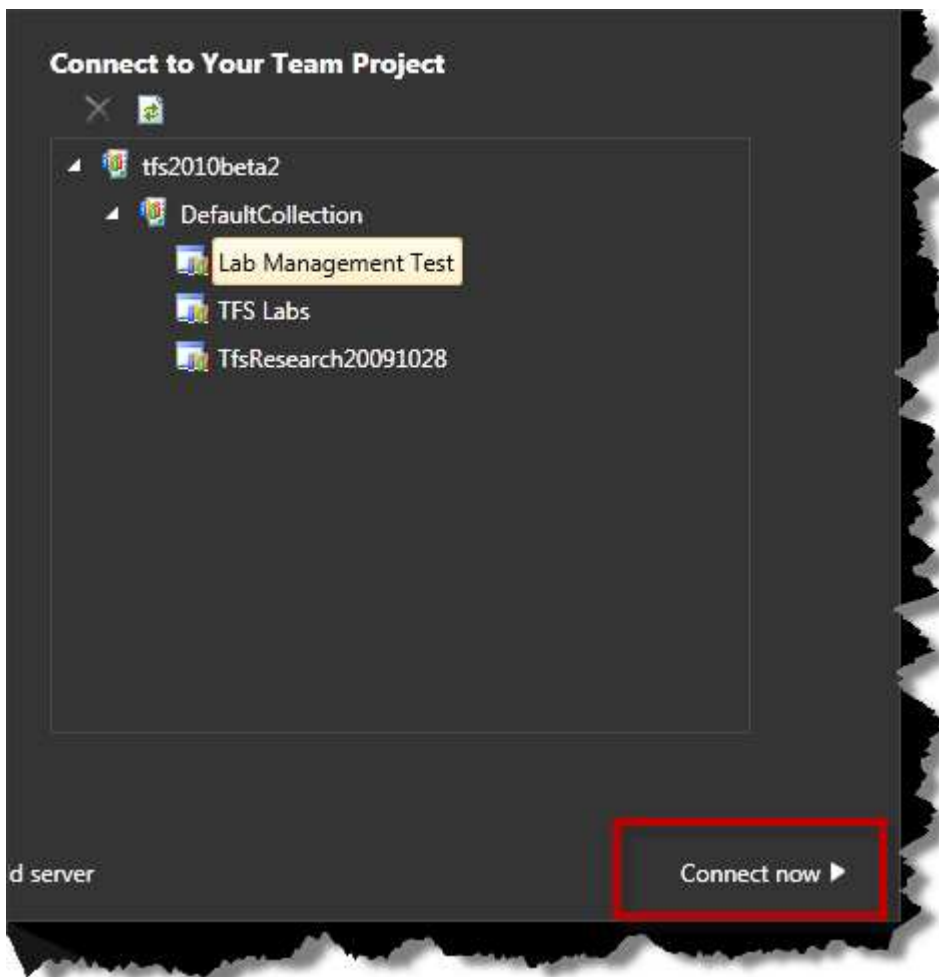 Connect to Your Team Project
tfs2010beta2
DefaultCollection
Lab Management Test
TFS Labs
TfsResearch20091028
d server
Connect now